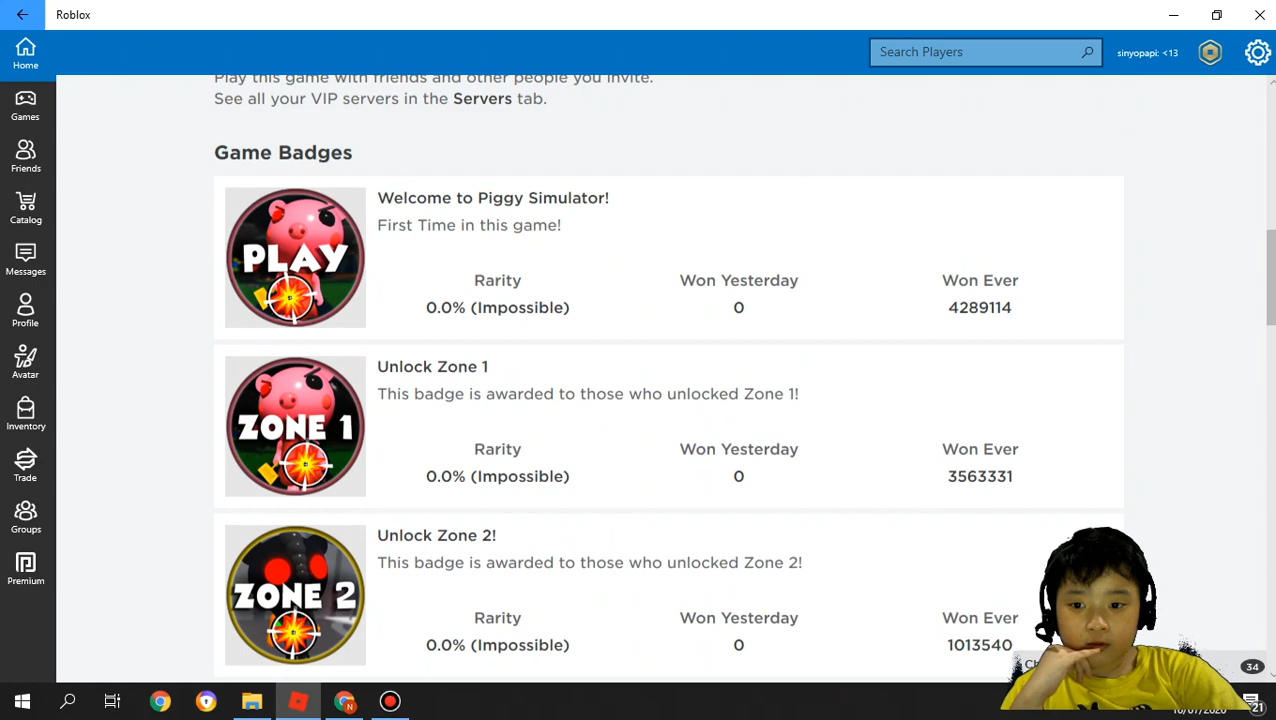 Roblox
Home
Search Players
sinyopapi: <13
Games
Friends
Catalog
Messages
Profile
Avatar
Inventory
Trade
Groups
Premium
Play this game with friends and other people you invite.
See all your VIP servers in the Servers tab.
Game Badges
PLAY
Welcome to Piggy Simulator!
First Time in this game!
Rarity Won Yesterday Won Ever
0.0% (Impossible) 0 4289114
ZONE 1
Unlock Zone 1
This badge is awarded to those who unlocked Zone 1!
Rarity Won Yesterday Won Ever
0.0% (Impossible) 0 3563331
ZONE 2
Unlock Zone 2!
This badge is awarded to those who unlocked Zone 2!
Rarity Won Yesterday Won Ever
0.0% (Impossible) 0 1013540
34
N
21